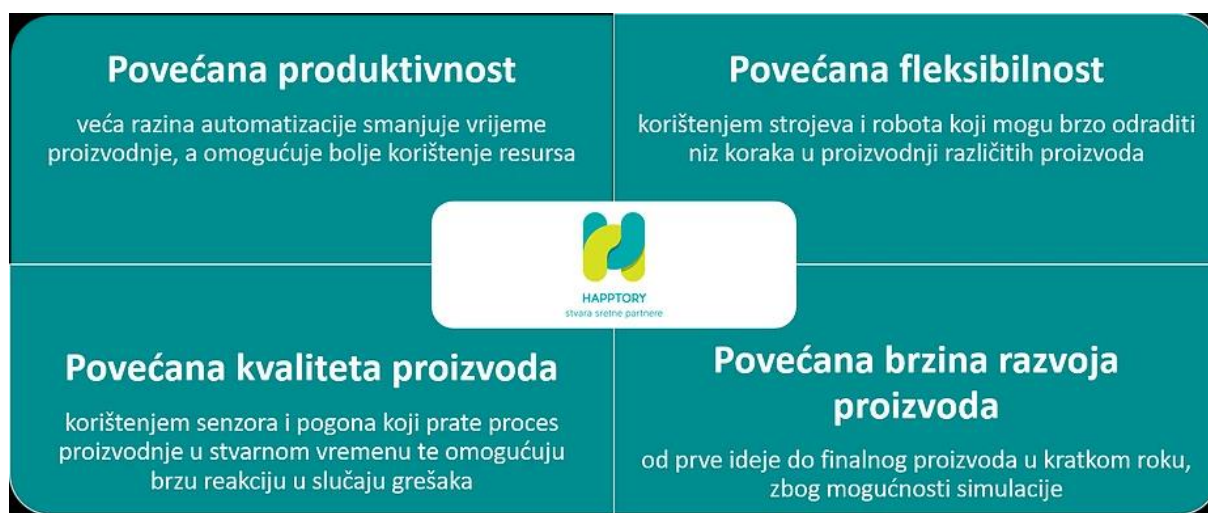 Povećana produktivnost
veća razina automatizacije smanjuje vrijeme
proizvodnje, a omogućuje bolje korištenje resursa
Povećana fleksibilnost
korištenjem strojeva i robota koji mogu brzo odraditi
niz koraka u proizvodnji različitih proizvoda
HAPPTORY
stvara sretne partnere
Povećana kvaliteta proizvoda
korištenjem senzora i pogona koji prate proces
proizvodnje u stvarnom vremenu te omogućuju
brzu reakciju u slučaju grešaka
Povećana brzina razvoja
proizvoda
od prve ideje do finalnog proizvoda u kratkom roku,
zbog mogućnosti simulacije